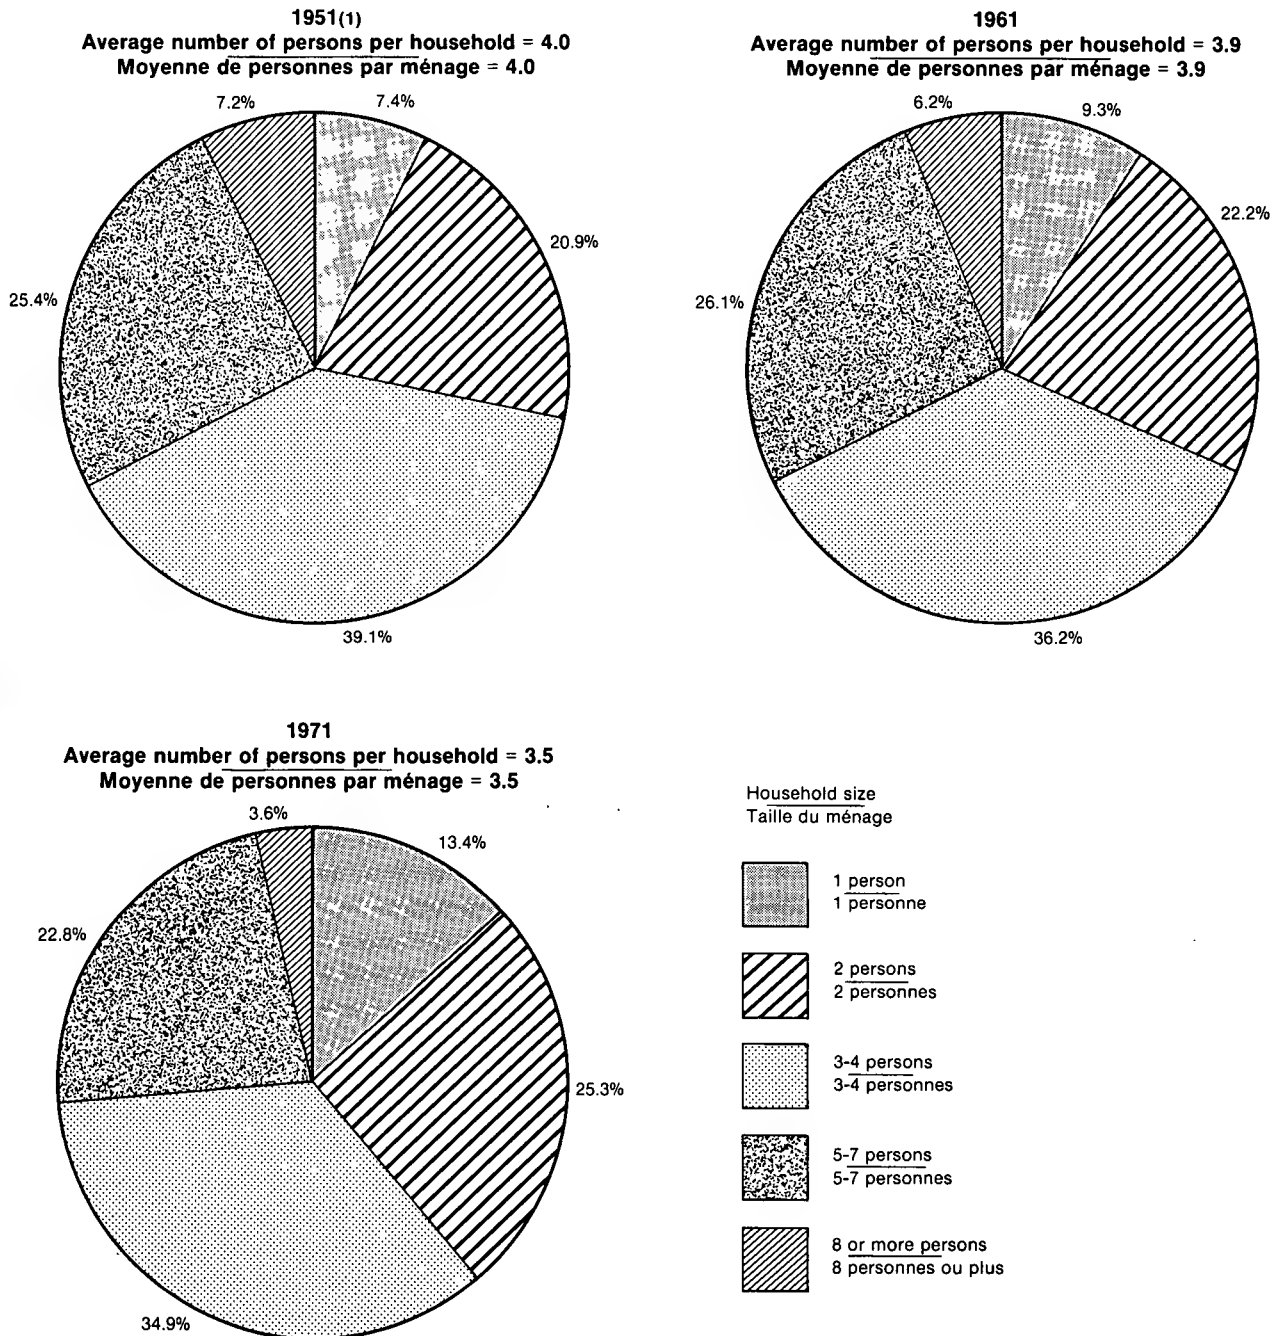 1951(1)
Average number of persons per household = 4.0
Moyenne de personnes par ménage = 4.0
7.2%
7.4%
20.9%
25.4%
39.1%
1961
Average number of persons per household = 3.9
Moyenne de personnes par ménage = 3.9
6.2%
9.3%
22.2%
26.1%
36.2%
1971
Average number of persons per household = 3.5
Moyenne de personnes par ménage = 3.5
3.6%
13.4%
22.8%
25.3%
34.9%
Household size
Taille du ménage
1 person
1 personne
2 persons
2 personnes
3-4 persons
3-4 personnes
5-7 persons
5-7 personnes
8 or more persons
8 personnes ou plus